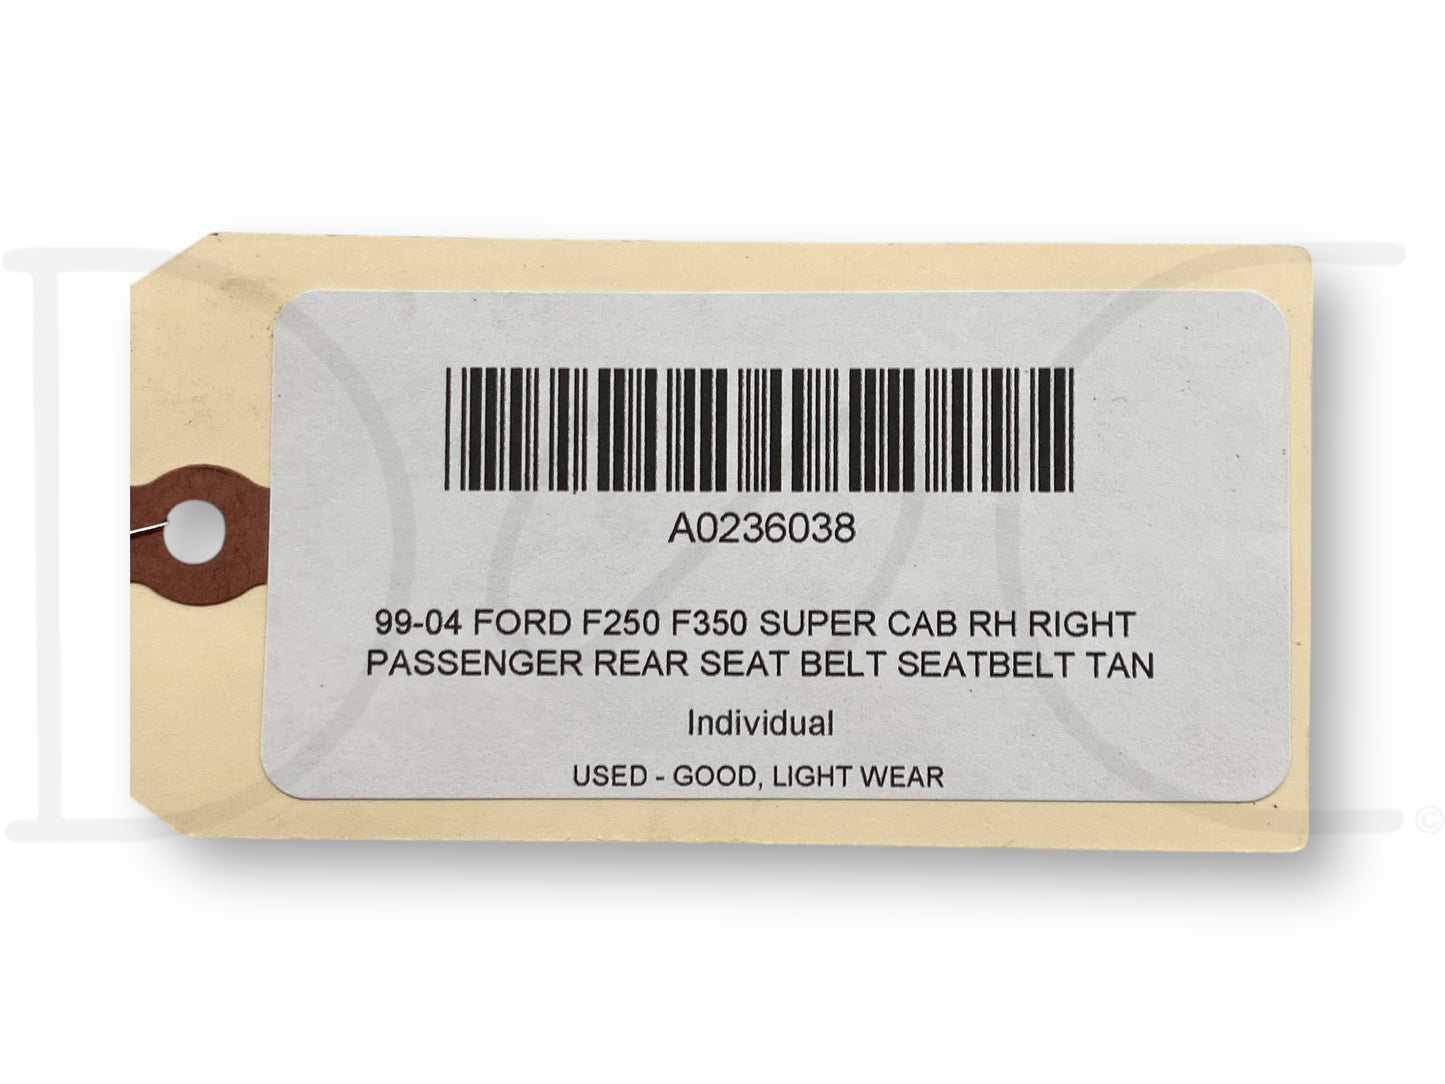 A0236038
99-04 FORD F250 F350 SUPER CAB RH RIGHT
PASSENGER REAR SEAT BELT SEATBELT TAN
Individual
USED - GOOD, LIGHT WEAR
©